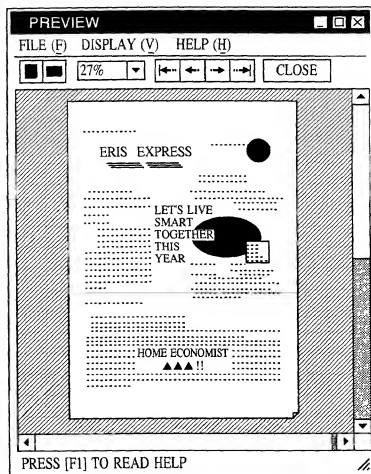 PREVIEW
FILE (F) DISPLAY (V) HELP (H)
27% CLOSE
ERIS EXPRESS
LET'S LIVE
SMART
TOGETHER
THIS
YEAR
HOME ECONOMIST
▲▲▲ !!
PRESS [F1] TO READ HELP